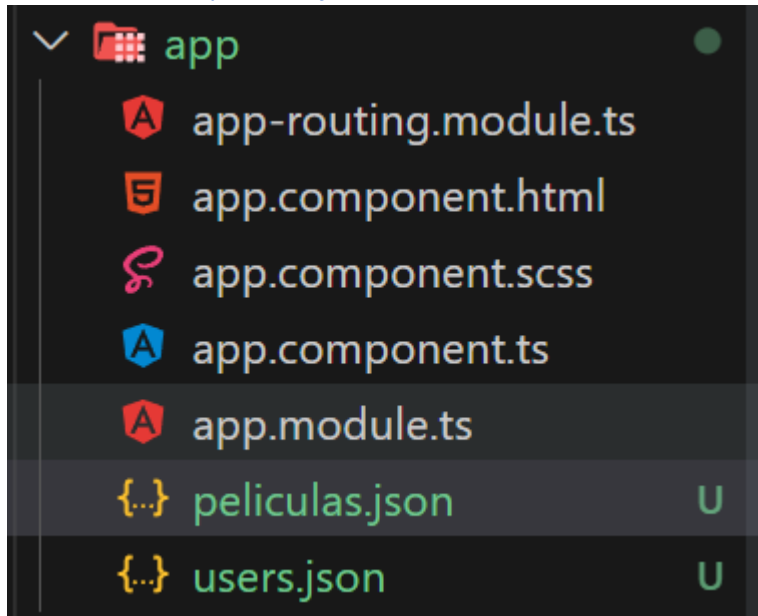 app
app-routing.module.ts
app.component.html
app.component.scss
app.component.ts
app.module.ts
{...} peliculas.json U
{...} users.json U